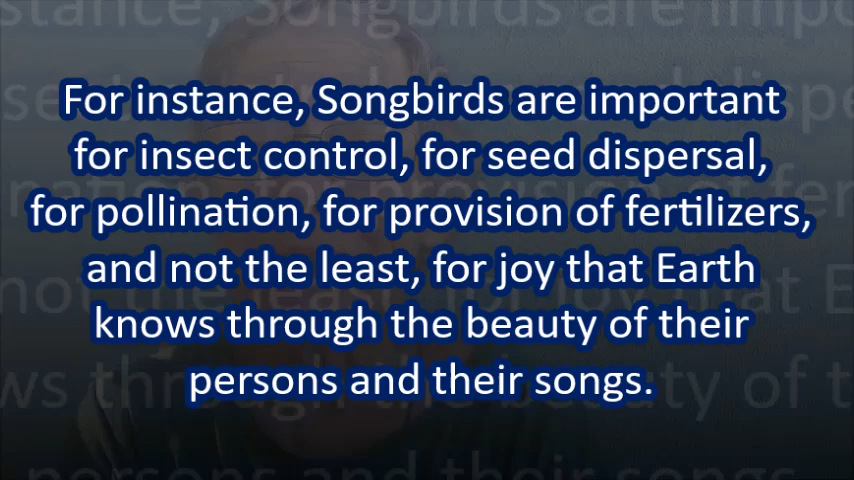 For instance, Songbirds are important
for insect control, for seed dispersal,
for pollination, for provision of fertilizers,
and not the least, for joy that Earth
knows through the beauty of their
persons and their songs.